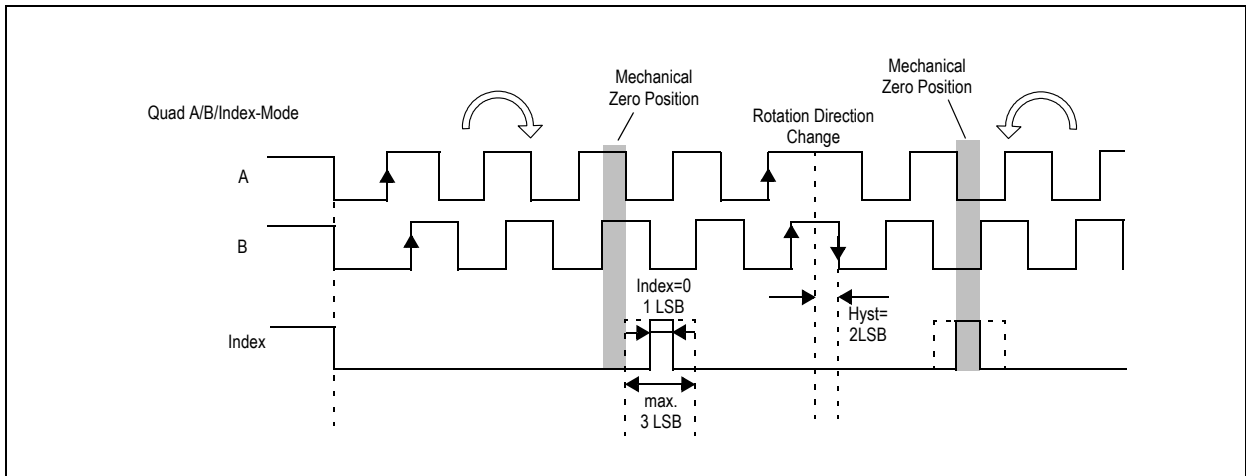 Quad A/B/Index-Mode
Mechanical
Zero Position
Rotation Direction
Change
Mechanical
Zero Position
A
B
Index
Index=0
1 LSB
Hyst=
2LSB
max.
3 LSB